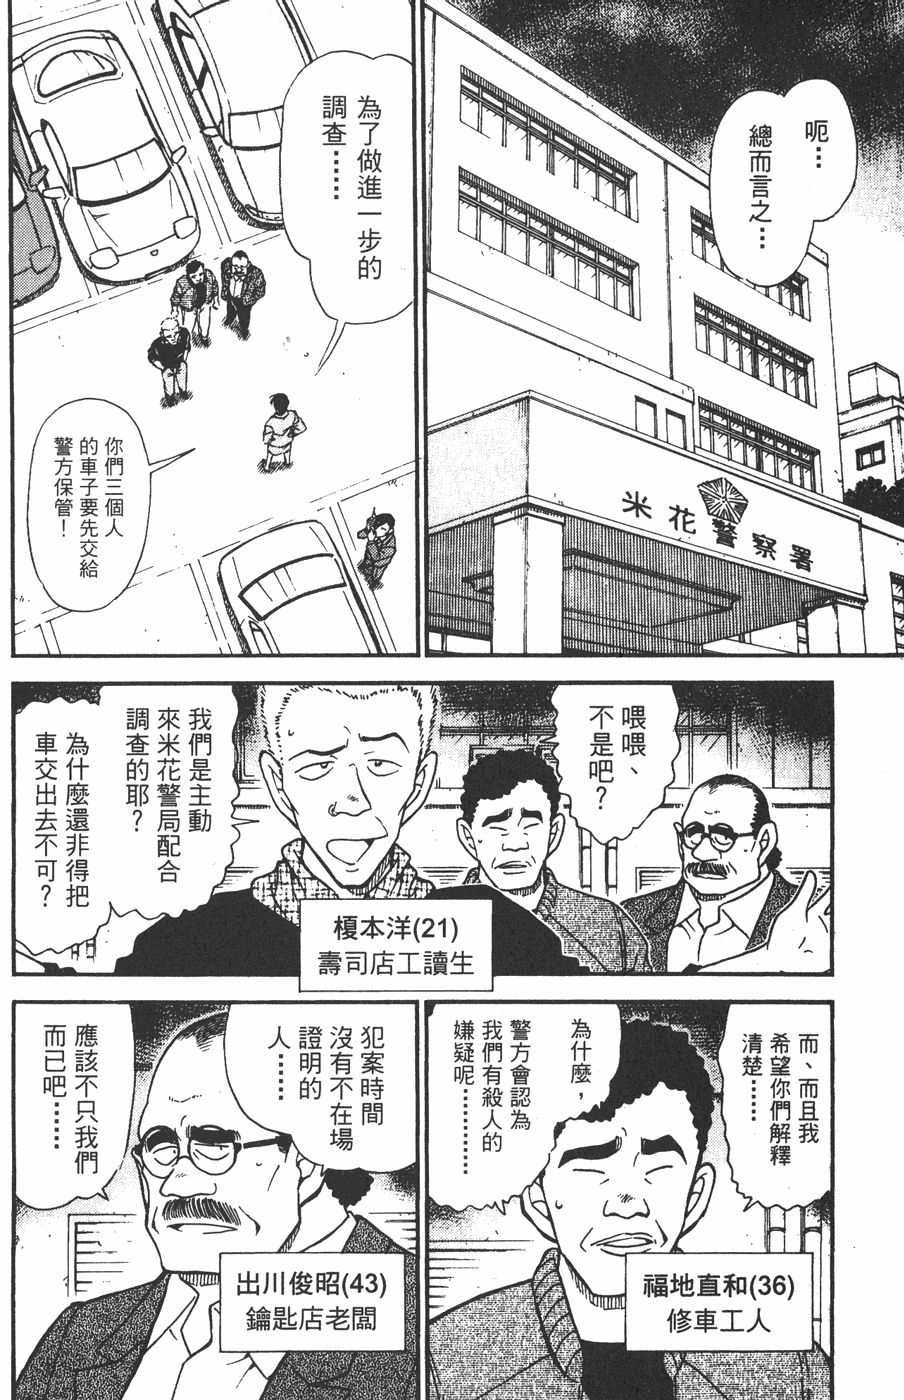 呃⋯
總而言之⋯
米花警察署
為了做進一步的
調查⋯⋯
你們三個人
的車子要先交給
警方保管！
喂喂、
不是吧？
我們是主動
來米花警局配合
調查的耶？
為什麼還非得把
車交出去不可？
榎本洋(21)
壽司店工讀生
而、而且我
希望你們解釋
清楚⋯⋯
為什麼，
警方會認為
我們有殺人的
嫌疑呢⋯⋯⋯
福地直和(36)
修車工人
犯案時間
沒有不在場
證明的
人⋯⋯
應該不只我們
而已吧⋯⋯
出川俊昭(43)
鑰匙店老闆